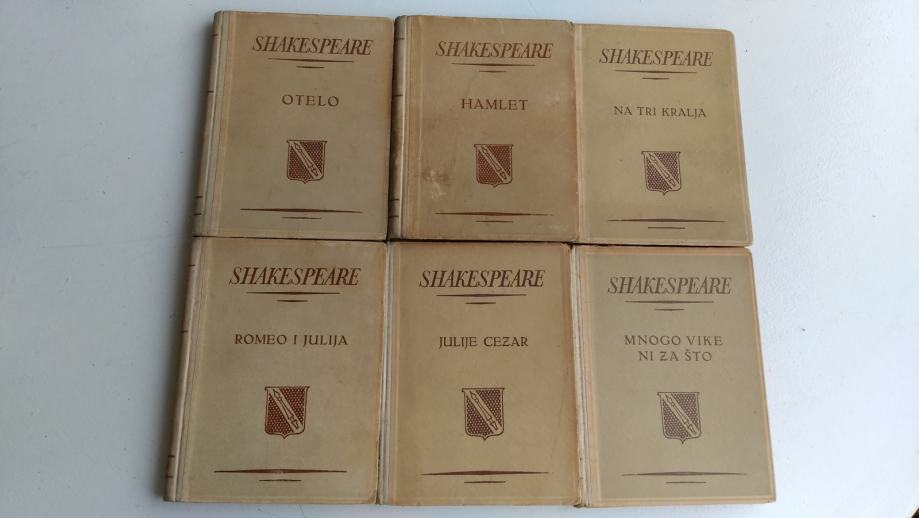 SHAKESPEARE
OTELO
SHAKESPEARE
HAMLET
SHAKESPEARE
NA TRI KRALJA
SHAKESPEARE
ROMEO I JULIJA
SHAKESPEARE
JULIJE CEZAR
SHAKESPEARE
MNOGO VIKE
NI ZA ŠTO